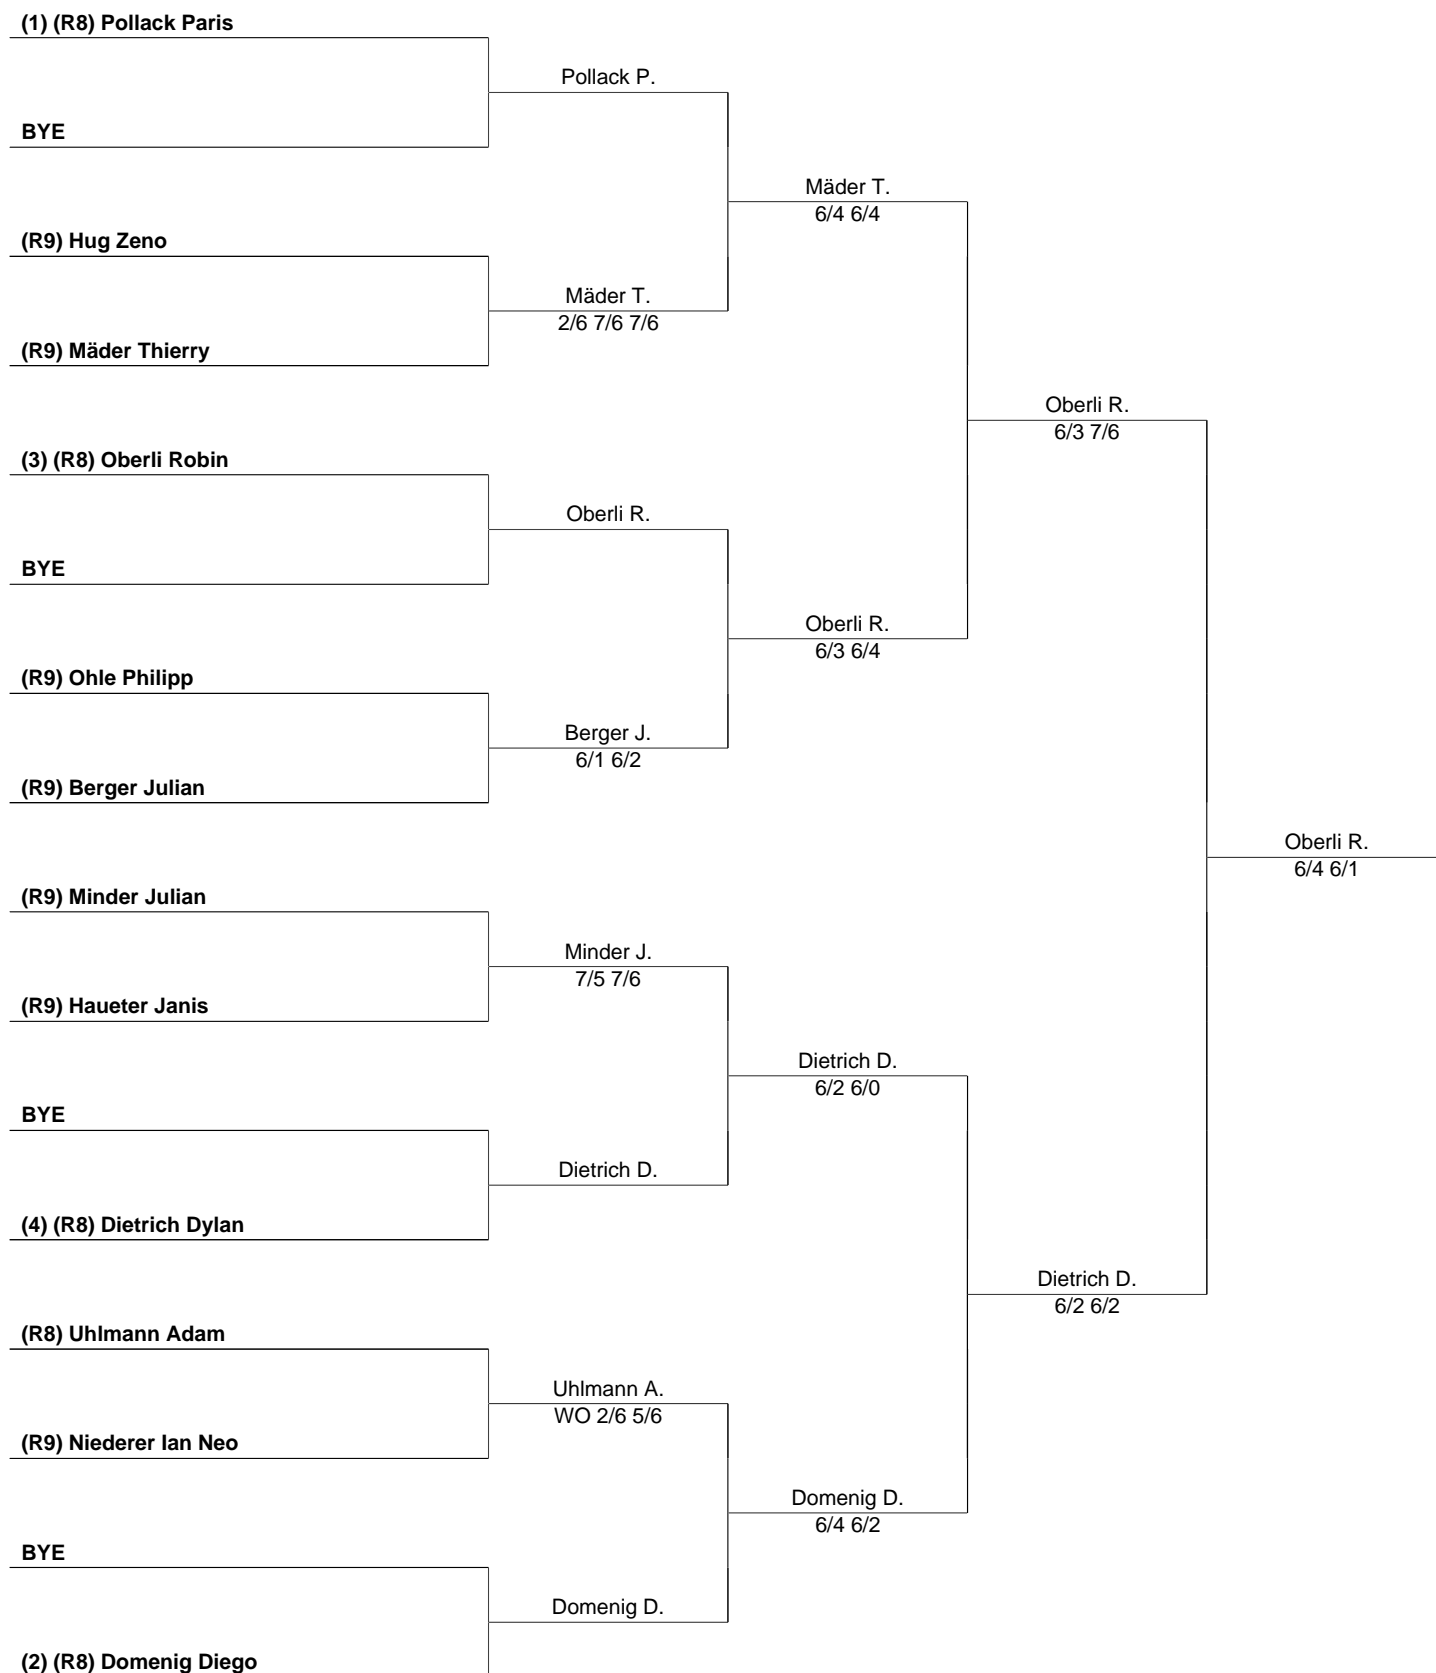 (1) (R8) Pollack Paris
Pollack P.
BYE
Mäder T.
6/4 6/4
(R9) Hug Zeno
Mäder T.
2/6 7/6 7/6
(R9) Mäder Thierry
Oberli R.
6/3 7/6
(3) (R8) Oberli Robin
Oberli R.
BYE
Oberli R.
6/3 6/4
(R9) Ohle Philipp
Berger J.
6/1 6/2
(R9) Berger Julian
Oberli R.
6/4 6/1
(R9) Minder Julian
Minder J.
7/5 7/6
(R9) Haueter Janis
Dietrich D.
6/2 6/0
BYE
Dietrich D.
(4) (R8) Dietrich Dylan
Dietrich D.
6/2 6/2
(R8) Uhlmann Adam
Uhlmann A.
WO 2/6 5/6
(R9) Niederer Ian Neo
Domenig D.
6/4 6/2
BYE
Domenig D.
(2) (R8) Domenig Diego